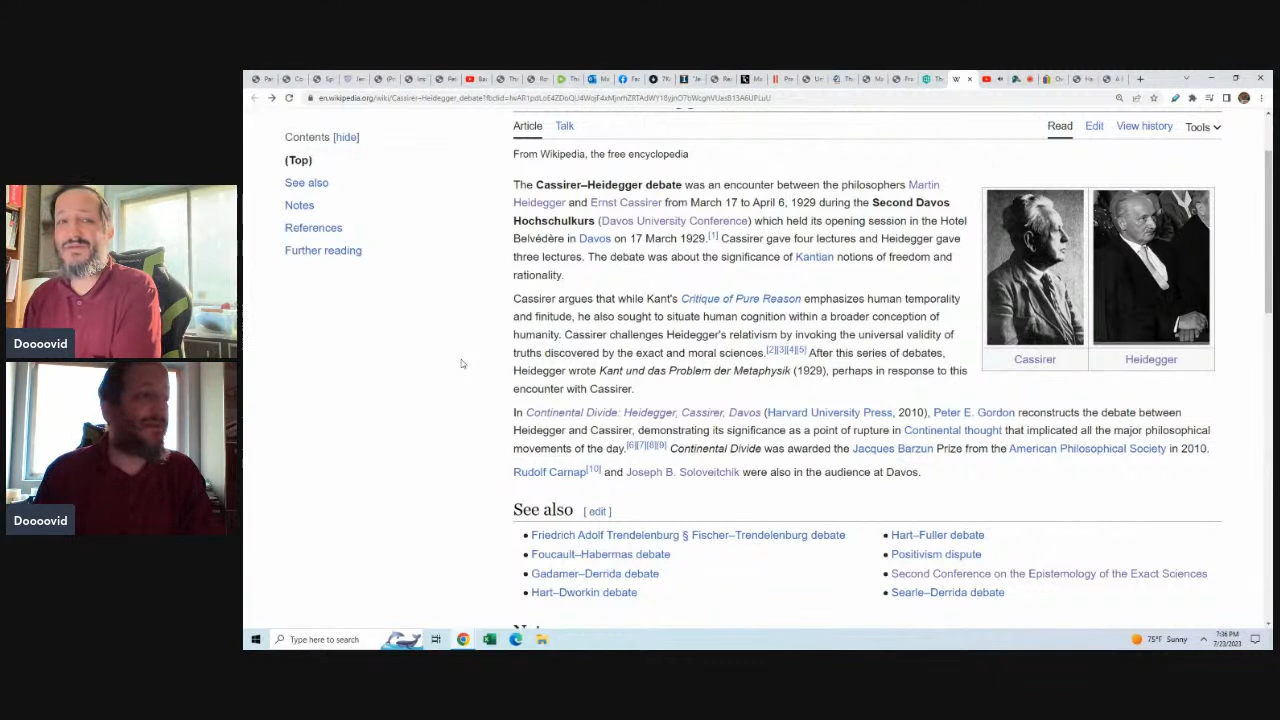 en.wikipedia.org/wiki/Cassirer–Heidegger_debate?fbclid=
Contents [hide]
(Top)
See also
Notes
References
Further reading
Article Talk
Read Edit View history Tools
From Wikipedia, the free encyclopedia
The Cassirer–Heidegger debate was an encounter between the philosophers Martin
Heidegger and Ernst Cassirer from March 17 to April 6, 1929 during the Second Davos
Hochschulkurs (Davos University Conference) which held its opening session in the Hotel
Belvédère in Davos on 17 March 1929.[1] Cassirer gave four lectures and Heidegger gave
three lectures. The debate was about the significance of Kantian notions of freedom and
rationality.
Cassirer Heidegger
Cassirer argues that while Kant's Critique of Pure Reason emphasizes human temporality
and finitude, he also sought to situate human cognition within a broader conception of
humanity. Cassirer challenges Heidegger's relativism by invoking the universal validity of
truths discovered by the exact and moral sciences.[2][3][4][5] After this series of debates,
Heidegger wrote Kant und das Problem der Metaphysik (1929), perhaps in response to this
encounter with Cassirer.
In Continental Divide: Heidegger, Cassirer, Davos (Harvard University Press, 2010), Peter E. Gordon reconstructs the debate between
Heidegger and Cassirer, demonstrating its significance as a point of rupture in Continental thought that implicated all the major philosophical
movements of the day.[6][7][8][9] Continental Divide was awarded the Jacques Barzun Prize from the American Philosophical Society in 2010.
Rudolf Carnap[10] and Joseph B. Soloveitchik were also in the audience at Davos.
See also [ edit ]
Friedrich Adolf Trendelenburg § Fischer–Trendelenburg debate
Foucault–Habermas debate
Gadamer–Derrida debate
Hart–Dworkin debate
Hart–Fuller debate
Positivism dispute
Second Conference on the Epistemology of the Exact Sciences
Searle–Derrida debate
Doooovid
Doooovid
Type here to search
75°F Sunny
7:36 PM
7/23/2023